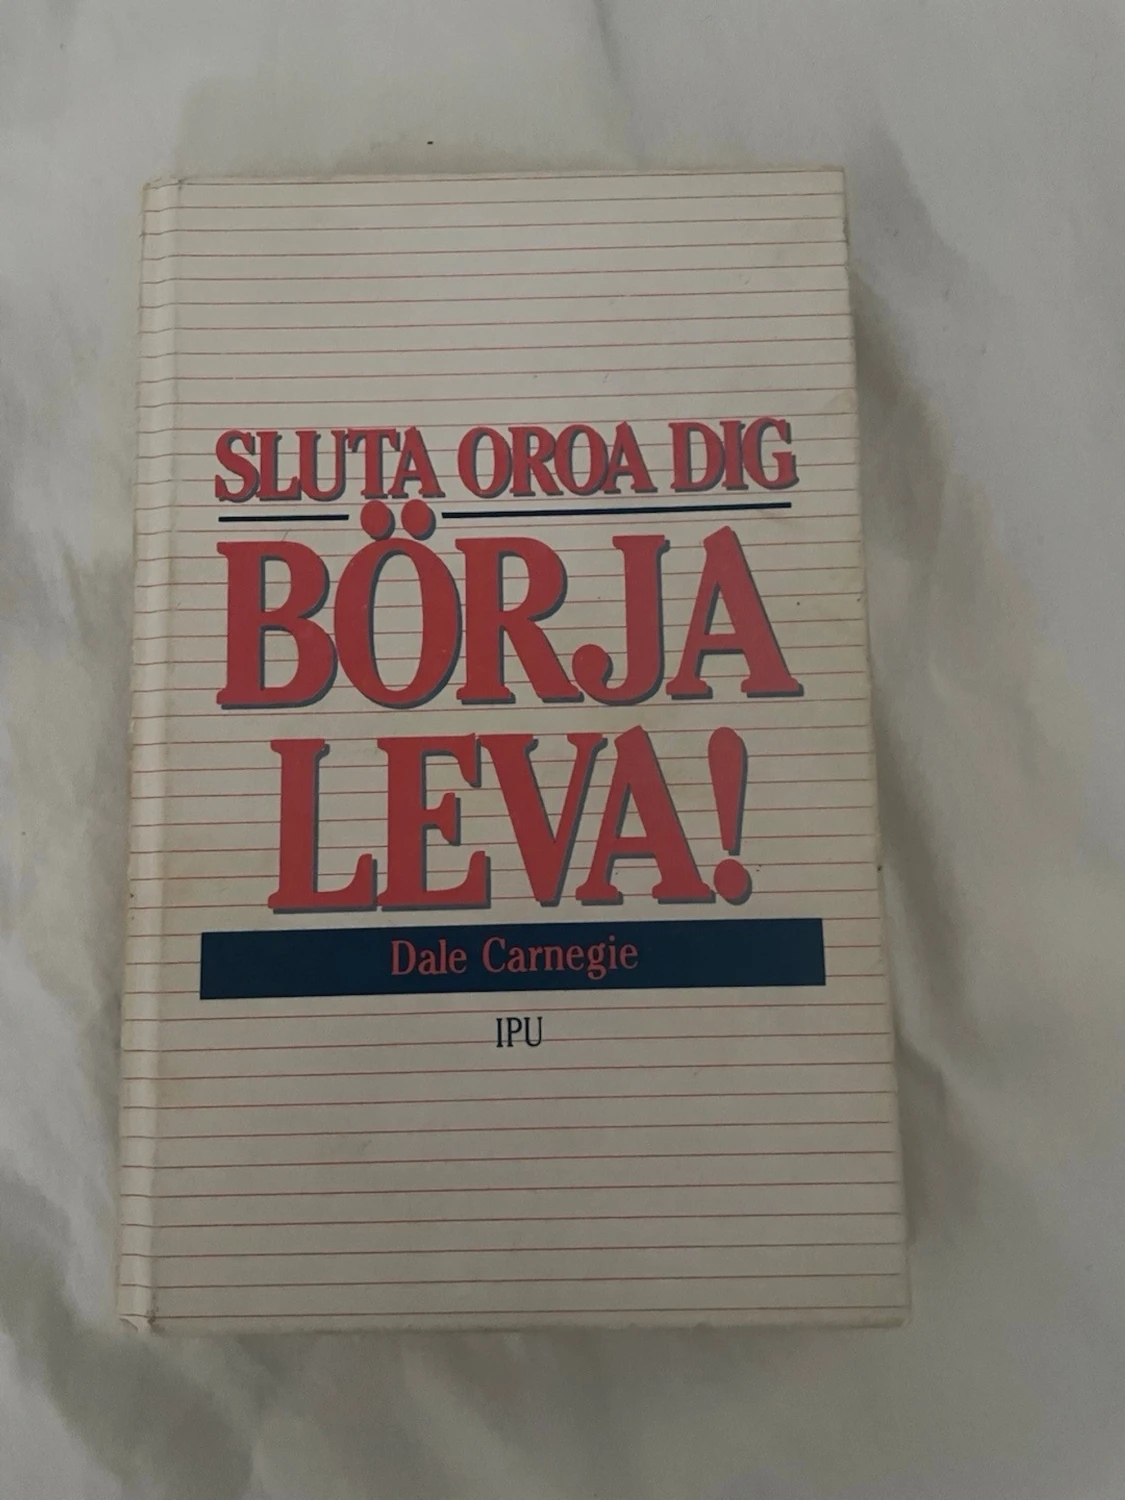 SLUTA OROA DIG
BÖRJA
LEVA!
Dale Carnegie
IPU